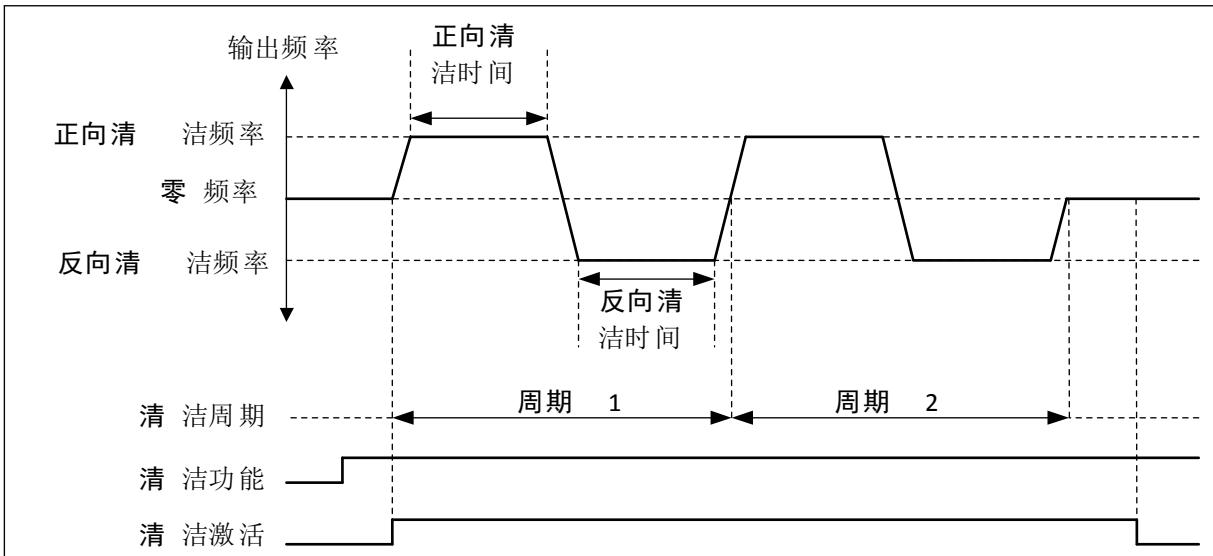 输出频率
正向清
洁时间
正向清 洁频率
零 频率
反向清 洁频率
反向清
洁时间
清 洁周期
周期 1
周期 2
清 洁功能
清 洁激活